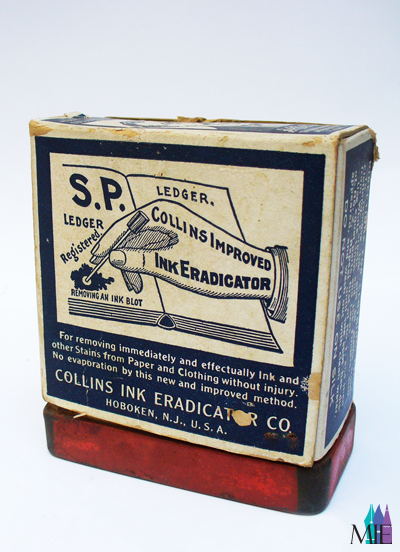 S.P.
LEDGER.
LEDGER
Registered.
COLLINS IMPROVED
INK ERADICATOR
REMOVING AN INK BLOT
For removing immediately and effectually Ink and
other Stains from Paper and Clothing without injury.
No evaporation by this new and improved method.
COLLINS INK ERADICATOR CO.
HOBOKEN, N.J., U.S.A.
MIE